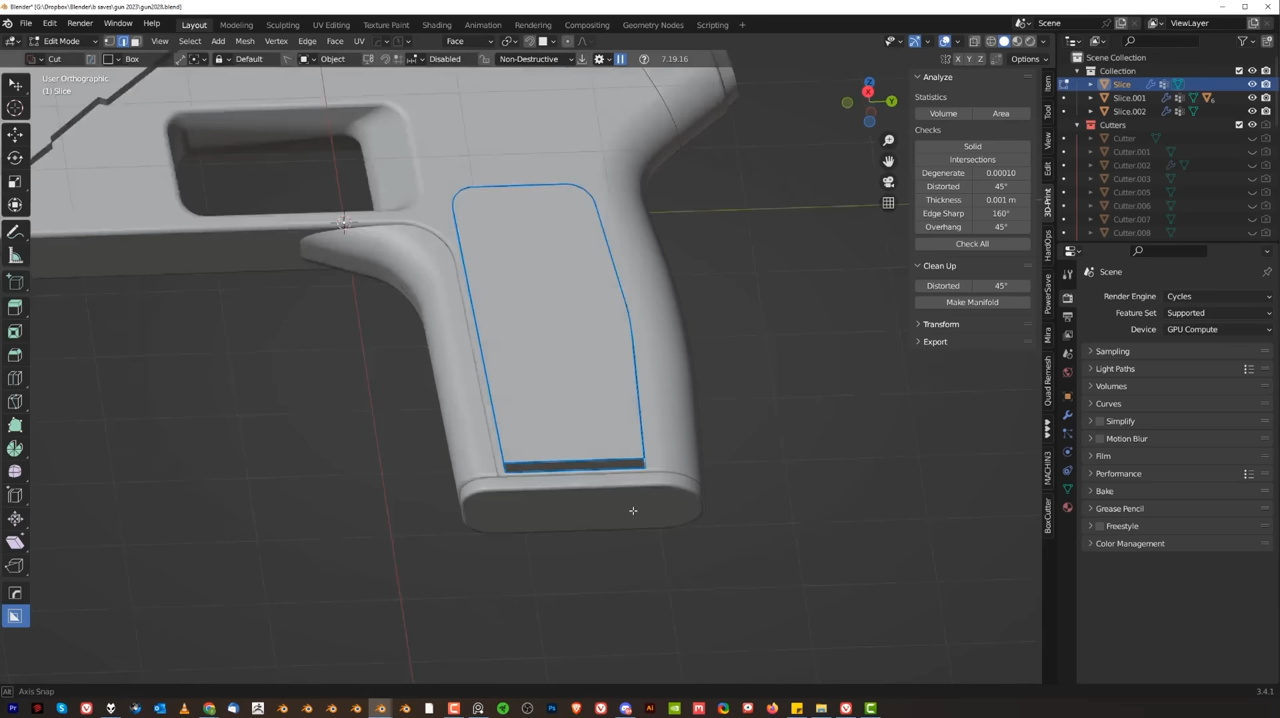 Blender* [G:\Dropbox\Blender\b saves\gun 2023\gun2028.blend]
File Edit Render Window Help Layout Modeling Sculpting UV Editing Texture Paint Shading Animation Rendering Compositing Geometry Nodes Scripting + Scene ViewLayer
Edit Mode View Select Add Mesh Vertex Edge Face UV Face
Cut Box Default Object Disabled Non-Destructive 7.19.16 X Y Z Options
User Orthographic
(1) Slice
Z
X
Y
Analyze
Statistics
Volume Area
Checks
Solid
Intersections
Degenerate 0.00010
Distorted 45°
Thickness 0.001 m
Edge Sharp 160°
Overhang 45°
Check All
Clean Up
Distorted 45°
Make Manifold
Transform
Export
Item
Tool
View
Edit
3D-Print
HardOps
PowerSave
Mira
Quad Remesh
MACHIN3
BoxCutter
Scene Collection
Collection
Slice
Slice.001 6
Slice.002
Cutters
Cutter
Cutter.001
Cutter.002
Cutter.003
Cutter.005
Cutter.006
Cutter.007
Cutter.008
Scene
Render Engine Cycles
Feature Set Supported
Device GPU Compute
Sampling
Light Paths
Volumes
Curves
Simplify
Motion Blur
Film
Performance
Bake
Grease Pencil
Freestyle
Color Management
Alt Axis Snap 3.4.1